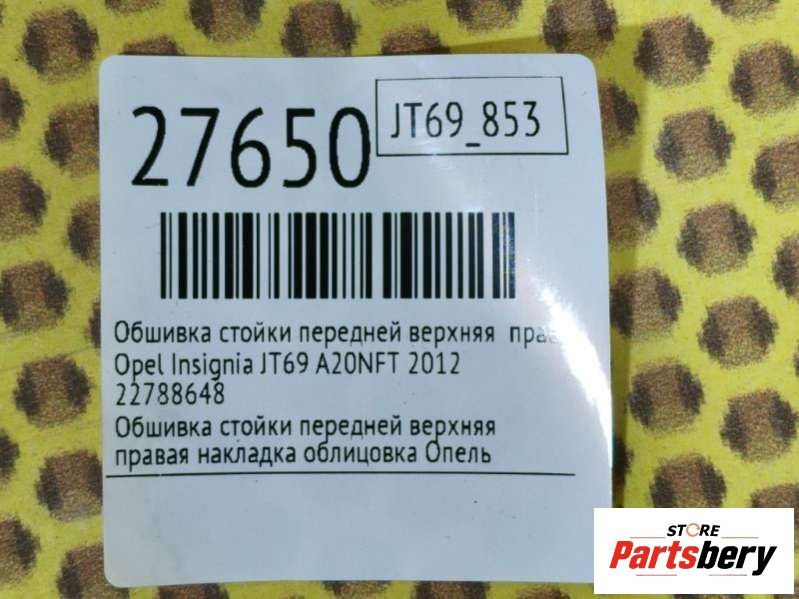 27650
JT69_853
Обшивка стойки передней верхняя
Opel Insignia JT69 A20NFT 2012
22788648
Обшивка стойки передней верхняя
правая накладка облицовка Опель
STORE
Partsbery